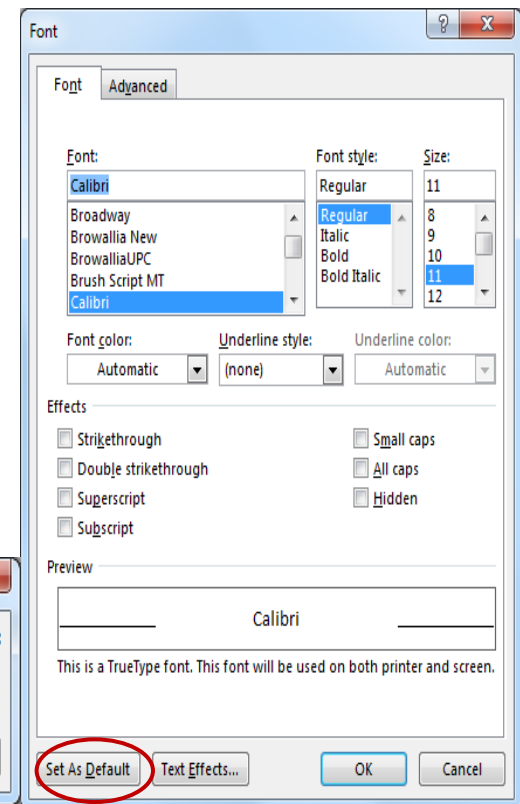 Font
Font Advanced
Font: Font style: Size:
Calibri Regular 11
Broadway Regular 8
Browallia New Italic 9
BrowalliaUPC Bold 10
Brush Script MT Bold Italic 11
Calibri 12
Font color: Underline style: Underline color:
Automatic (none) Automatic
Effects
Strikethrough Small caps
Double strikethrough All caps
Superscript Hidden
Subscript
Preview
Calibri
This is a TrueType font. This font will be used on both printer and screen.
Set As Default Text Effects... OK Cancel